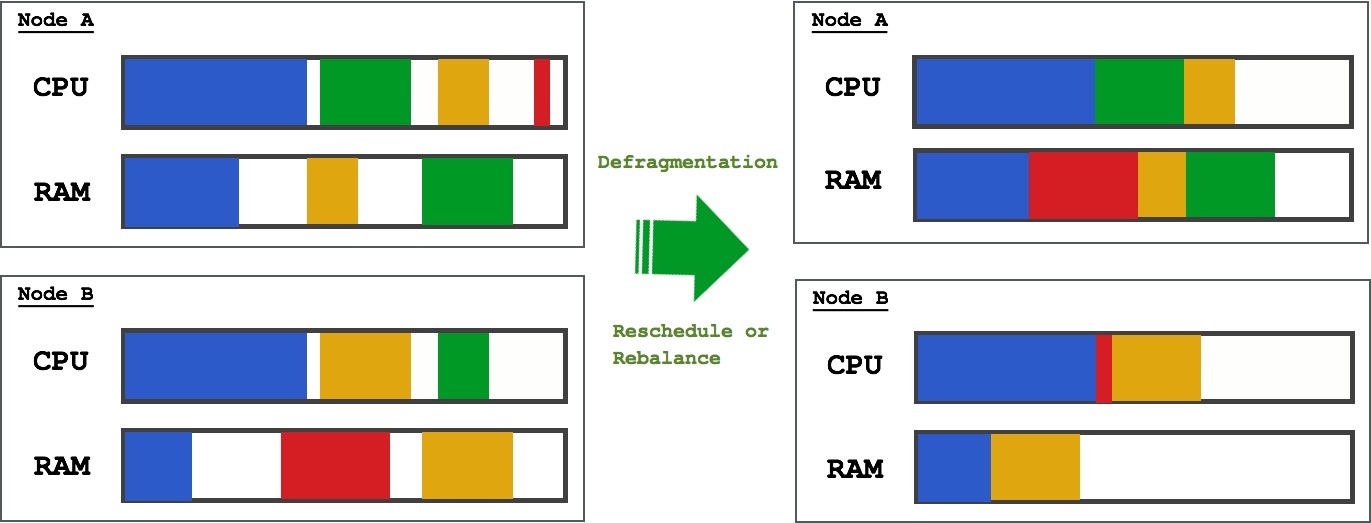 Node A
CPU
RAM
Node B
CPU
RAM
Defragmentation
Reschedule or
Rebalance
Node A
CPU
RAM
Node B
CPU
RAM